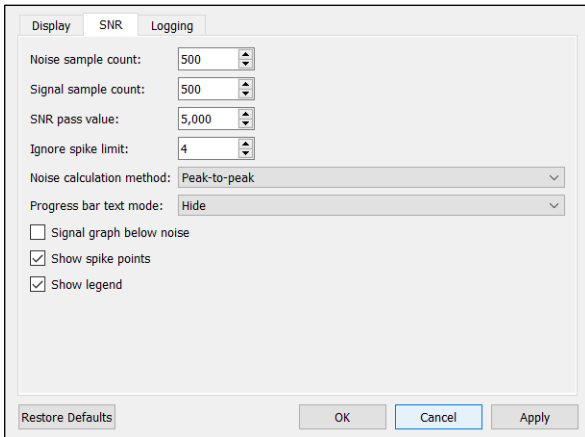 Display SNR Logging
Noise sample count: 500
Signal sample count: 500
SNR pass value: 5,000
Ignore spike limit: 4
Noise calculation method: Peak-to-peak
Progress bar text mode: Hide
Signal graph below noise
Show spike points
Show legend
Restore Defaults OK Cancel Apply